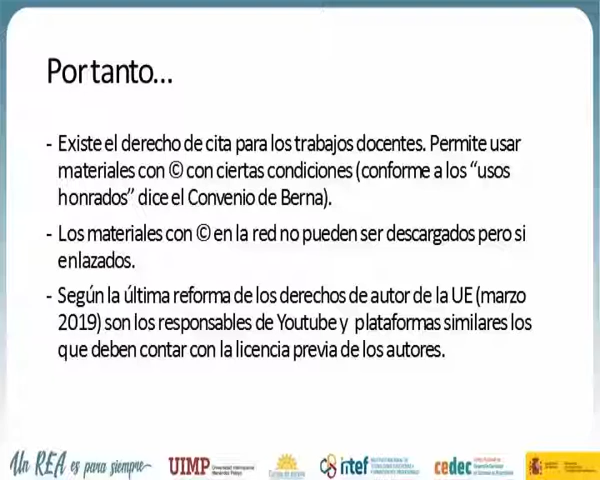 Por tanto...
- Existe el derecho de cita para los trabajos docentes. Permite usar
materiales con © con ciertas condiciones (conforme a los “usos
honrados” dice el Convenio de Berna).
- Los materiales con © en la red no pueden ser descargados pero si
enlazados.
- Según la última reforma de los derechos de autor de la UE (marzo
2019) son los responsables de Youtube y plataformas similares los
que deben contar con la licencia previa de los autores.
Un REA es para siempre
UIMP
intef
cedec